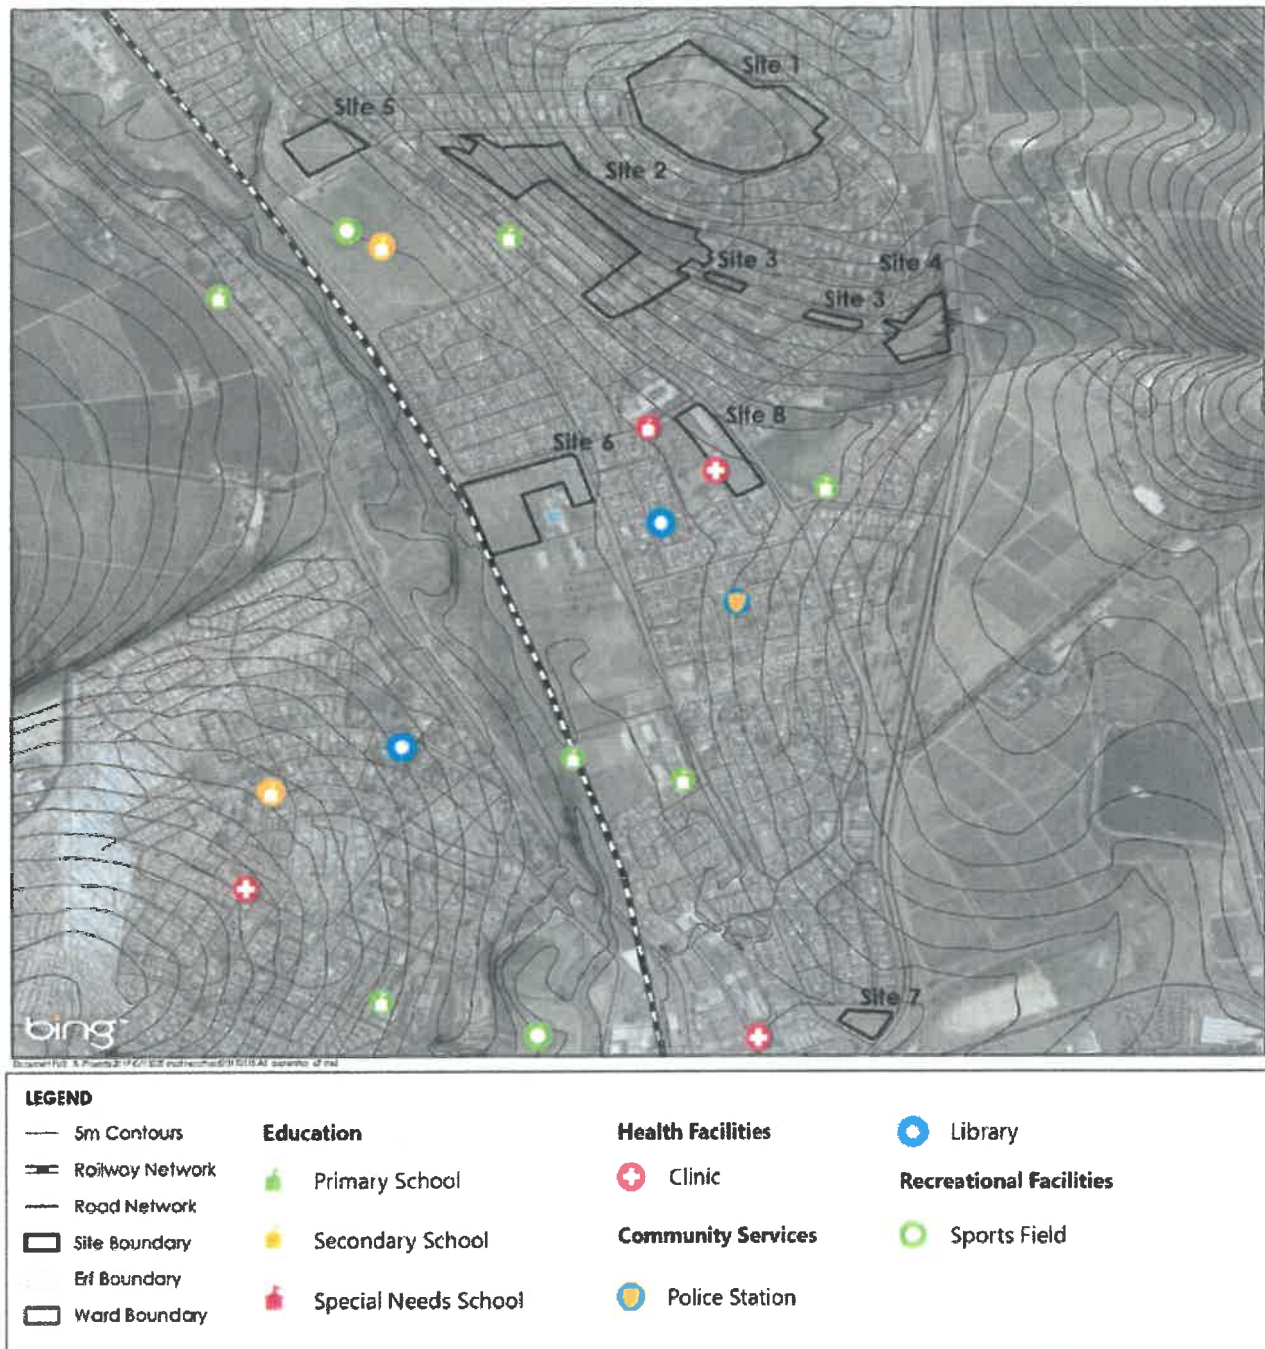 Site 1
Site 5
Site 2
Site 3
Site 4
Site 3
Site 8
Site 6
Site 7
bing
LEGEND
5m Contours
Railway Network
Road Network
Site Boundary
Erf Boundary
Ward Boundary
Education
Primary School
Secondary School
Special Needs School
Health Facilities
Clinic
Community Services
Police Station
Library
Recreational Facilities
Sports Field